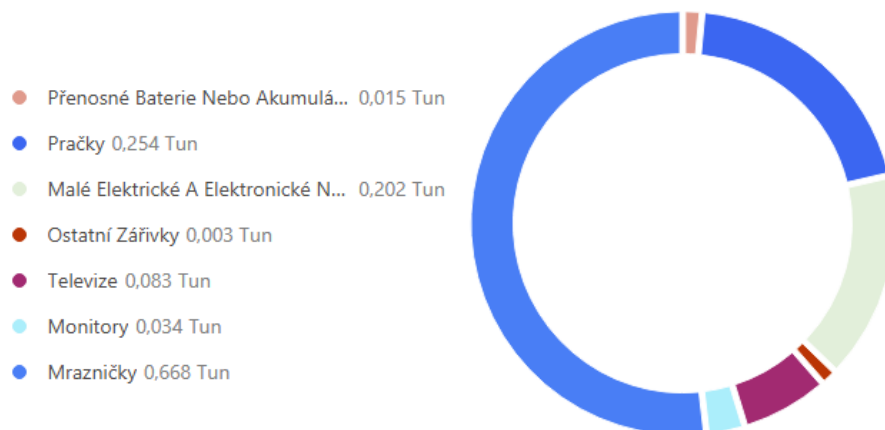 Přenosné Baterie Nebo Akumulá... 0,015 Tun
Pračky 0,254 Tun
Malé Elektrické A Elektronické N... 0,202 Tun
Ostatní Zářivky 0,003 Tun
Televize 0,083 Tun
Monitory 0,034 Tun
Mrazničky 0,668 Tun